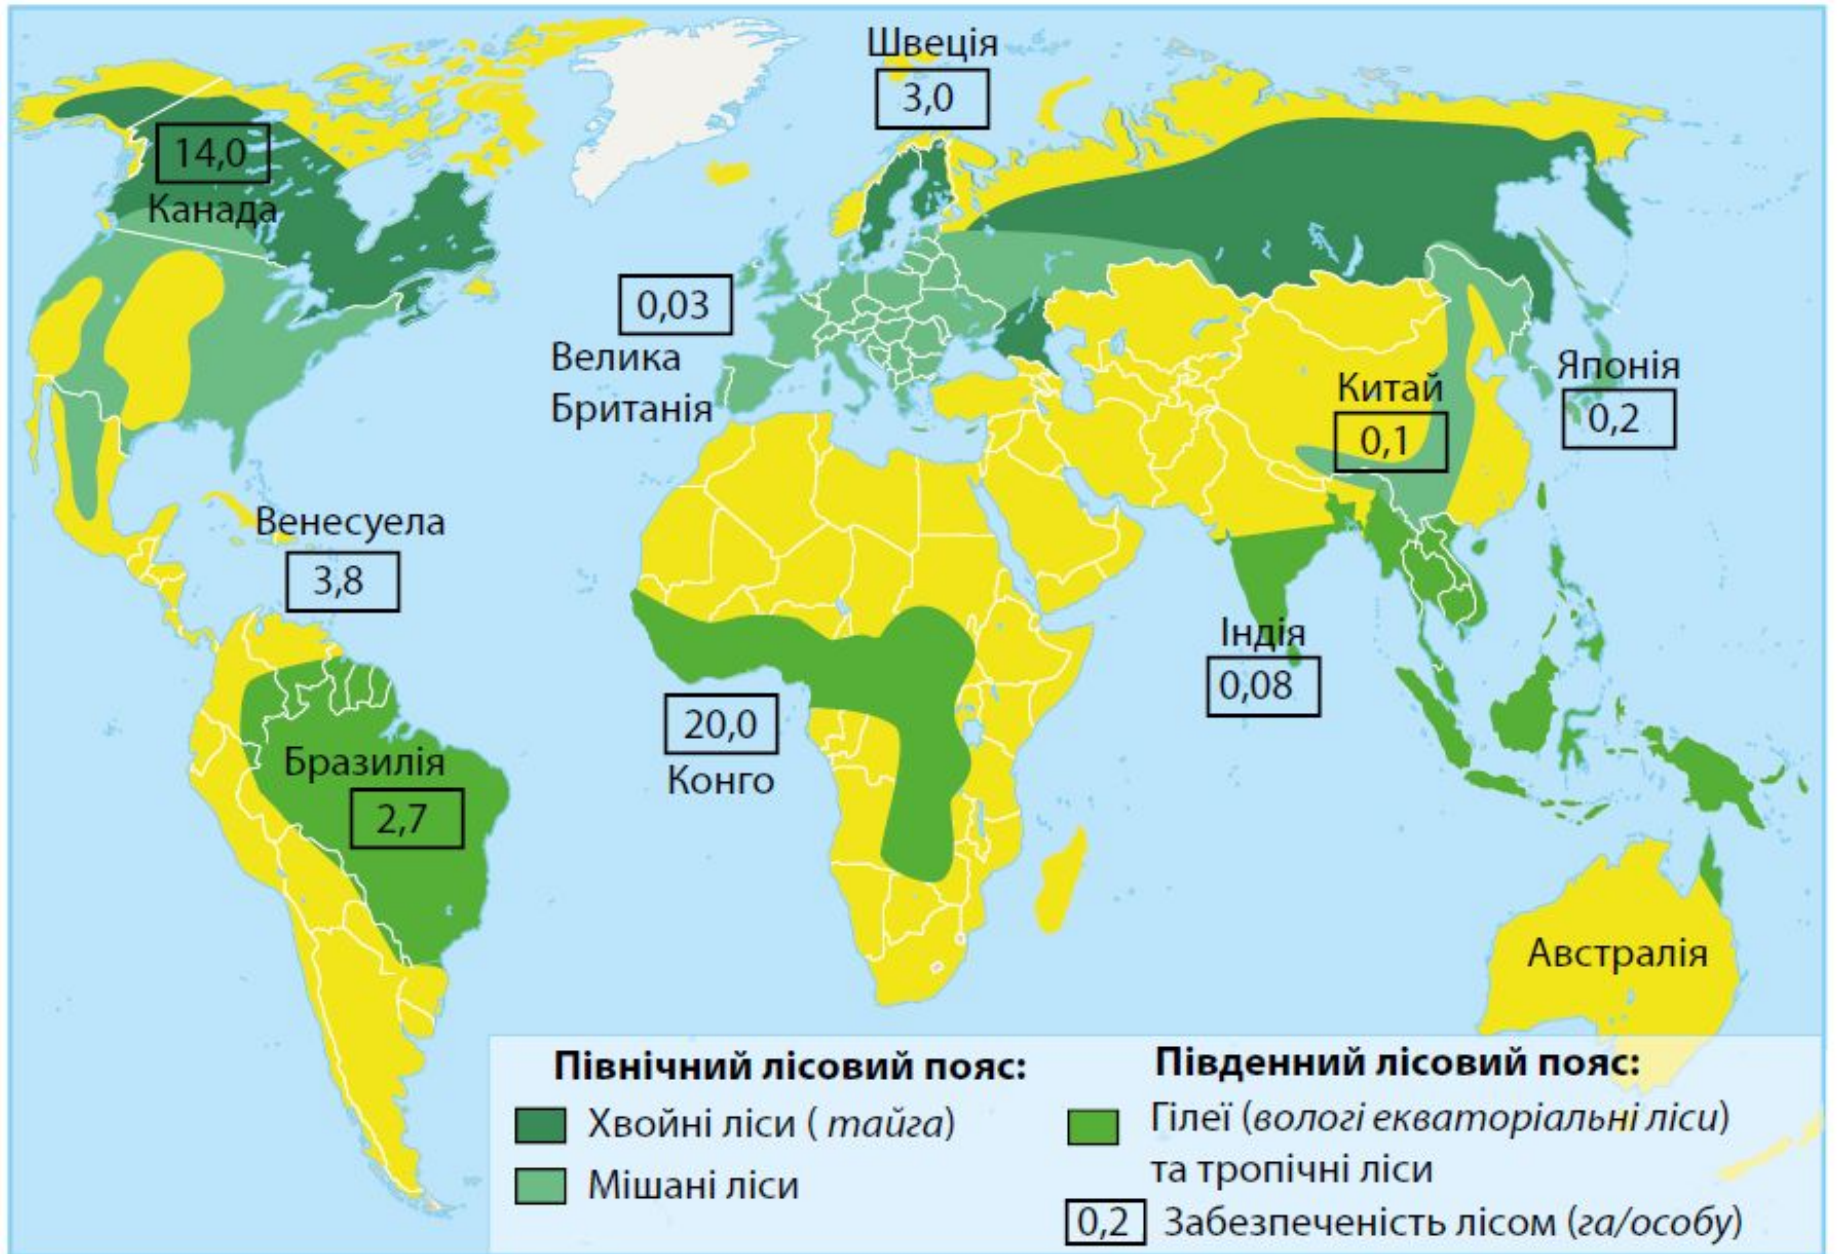 Швеція
3,0
14,0
Канада
0,03
Велика
Британія
Китай
0,1
Японія
0,2
Венесуела
3,8
Індія
0,08
20,0
Конго
Бразилія
2,7
Австралія
Північний лісовий пояс:
Хвойні ліси ( тайга)
Мішані ліси
Південний лісовий пояс:
Гілеї (вологі екваторіальні ліси)
та тропічні ліси
0,2 Забезпеченість лісом (га/особу)